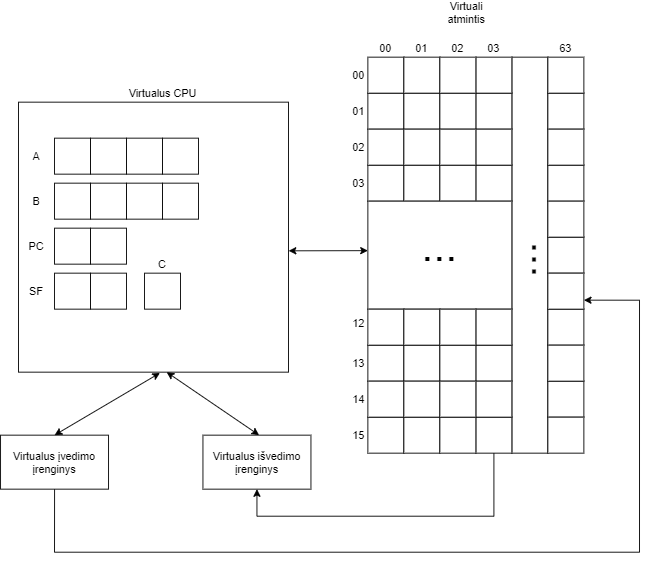 Virtuali
atmintis
00 01 02 03 63
00
Virtualus CPU
01
A
02
03
B
PC
C
SF
12
13
14
15
Virtualus įvedimo
įrenginys
Virtualus išvedimo
įrenginys